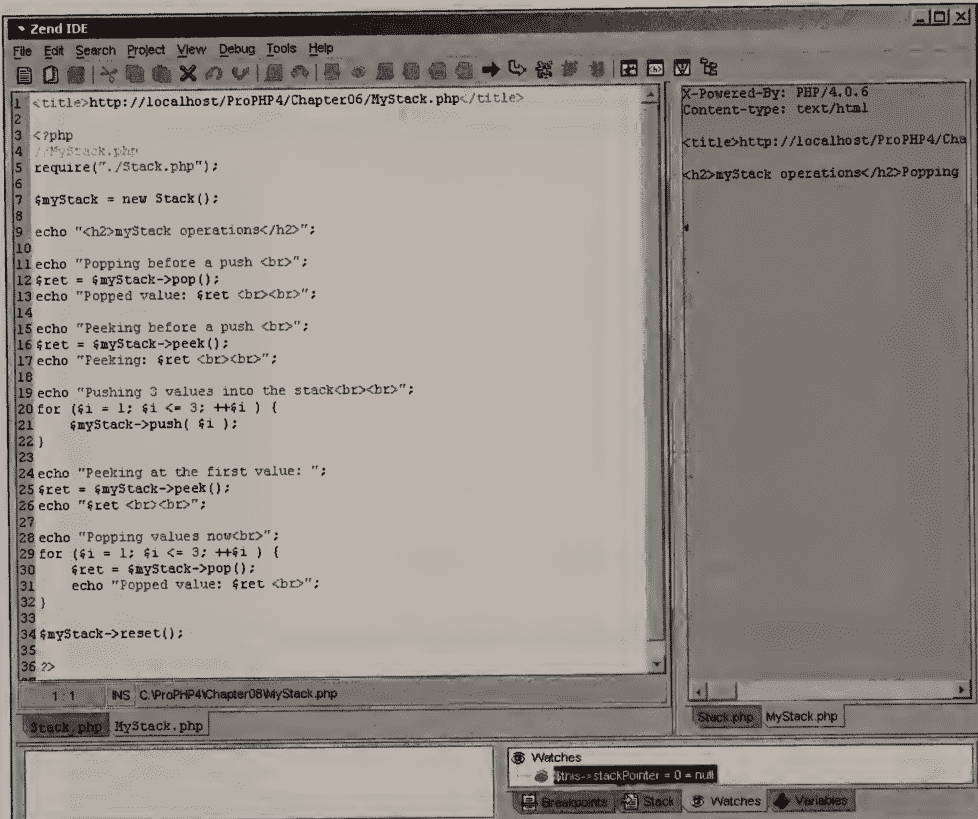 Zend IDE
File Edit Search Project View Debug Tools Help
1 <title>http://localhost/ProPHP4/Chapter06/MyStack.php</title>
2
3 <?php
4 //MyStack.php
5 require("./Stack.php");
6
7 $myStack = new Stack();
8
9 echo "<h2>myStack operations</h2>";
10
11 echo "Popping before a push <br>";
12 $ret = $myStack->pop();
13 echo "Popped value: $ret <br><br>";
14
15 echo "Peeking before a push <br>";
16 $ret = $myStack->peek();
17 echo "Peeking: $ret <br><br>";
18
19 echo "Pushing 3 values into the stack<br><br>";
20 for ($i = 1; $i <= 3; ++$i ) {
21 $myStack->push( $i );
22 }
23
24 echo "Peeking at the first value: ";
25 $ret = $myStack->peek();
26 echo "$ret <br><br>";
27
28 echo "Popping values now<br>";
29 for ($i = 1; $i <= 3; ++$i ) {
30 $ret = $myStack->pop();
31 echo "Popped value: $ret <br>";
32 }
33
34 $myStack->reset();
35
36 ?>
1 : 1 INS C:\ProPHP4\Chapter08\MyStack.php
Stack.php MyStack.php
X-Powered-By: PHP/4.0.6
Content-type: text/html
<title>http://localhost/ProPHP4/Cha
<h2>myStack operations</h2>Popping
Stack.php MyStack.php
Watches
$this->stackPointer = 0 = null
Breakpoints Stack Watches Variables